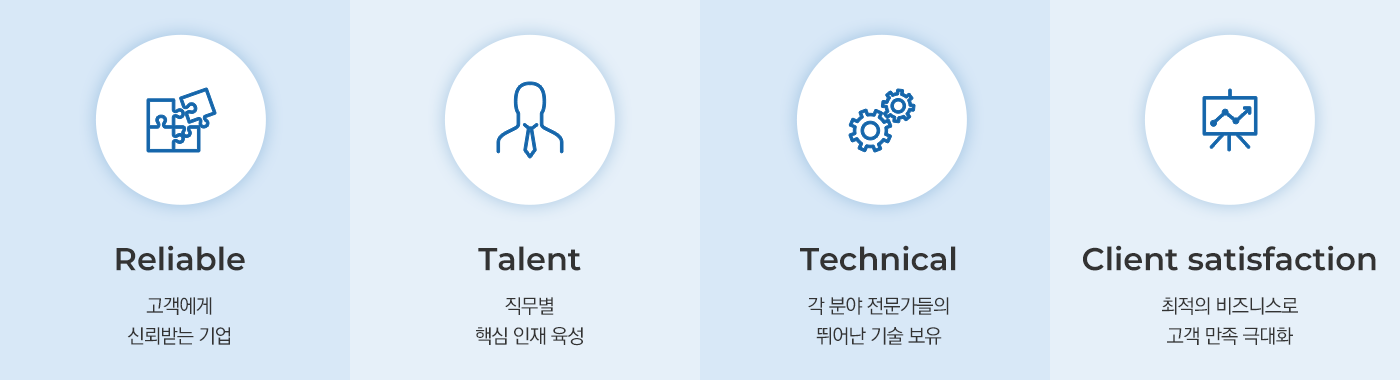 Reliable
고객에게
신뢰받는 기업
Talent
직무별
핵심 인재 육성
Technical
각 분야 전문가들의
뛰어난 기술 보유
Client satisfaction
최적의 비즈니스로
고객 만족 극대화